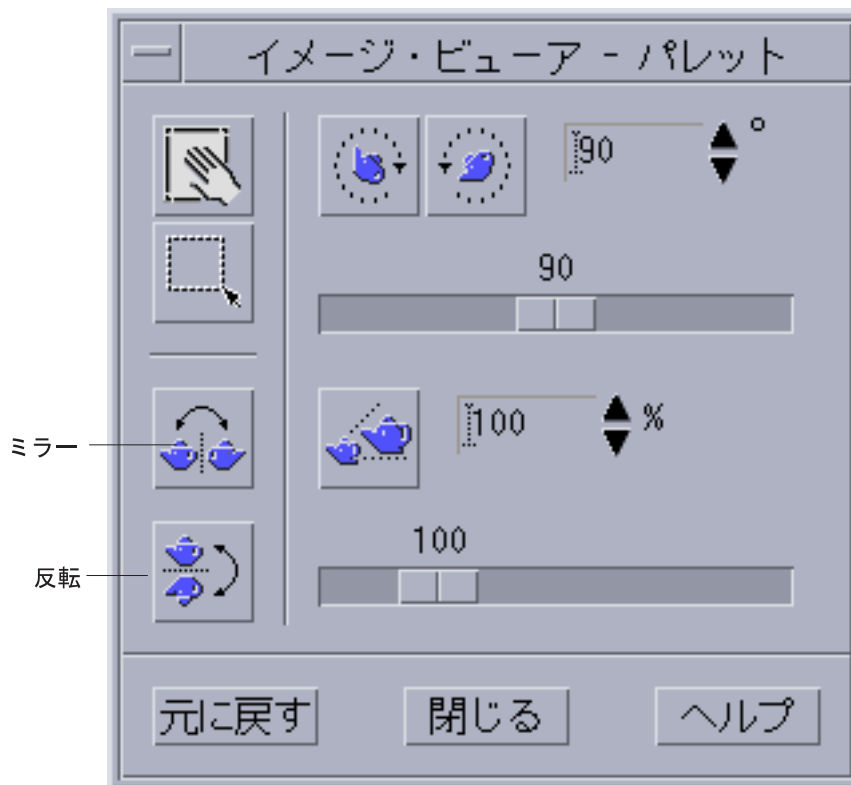 イメージ・ビューア - パレット
90 °
90
ミラー
100 %
100
反転
元に戻す
閉じる
ヘルプ